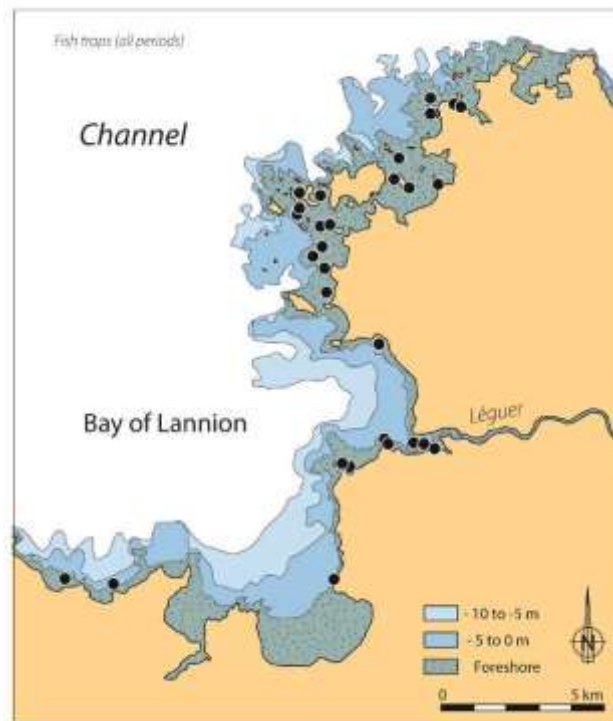 Fish traps (all periods)
Channel
Bay of Lannion
Léguer
- 10 to -5 m
- 5 to 0 m
Foreshore
N
0 5 km